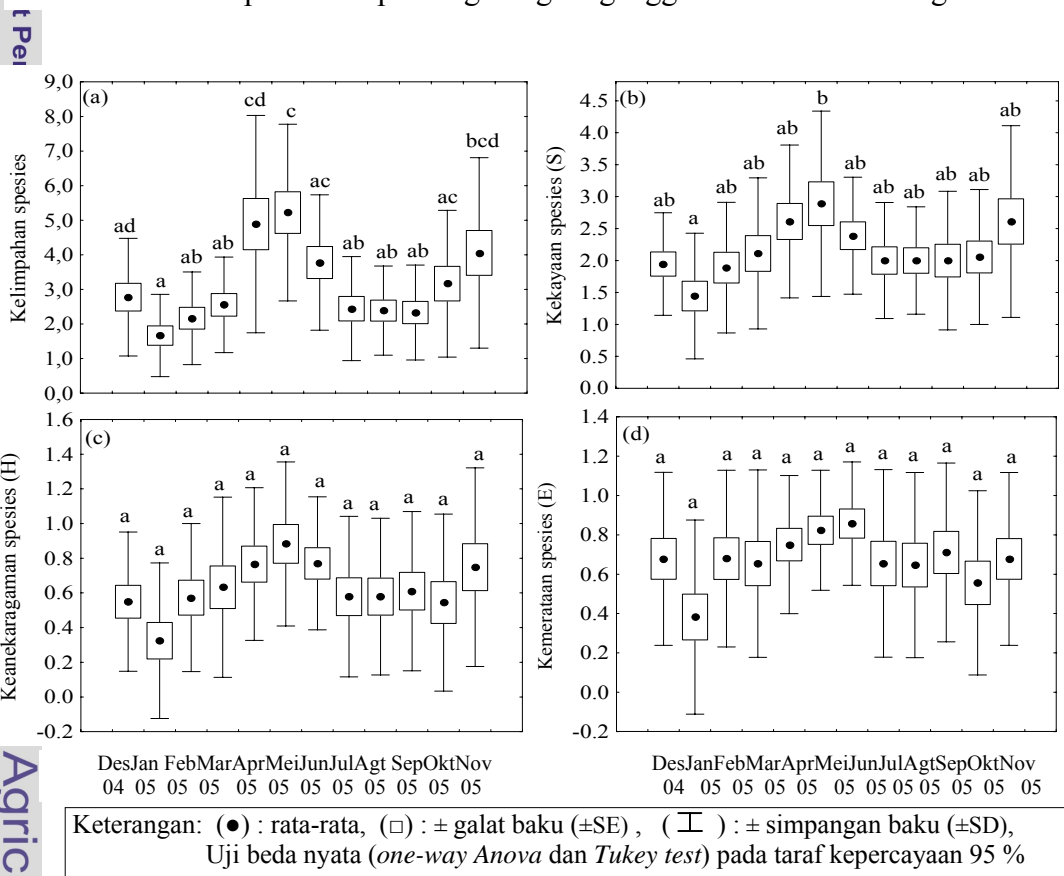 (a)
Kelimpahan spesies
9,0
8,0
7,0
6,0
5,0
4,0
3,0
2,0
1,0
0,0
ad
a
ab
ab
cd
c
ac
ab
ab
ab
ac
bcd
(b)
Kekayaan spesies (S)
4.5
4.0
3.5
3.0
2.5
2.0
1.5
1.0
0.5
0.0
ab
a
ab
ab
ab
b
ab
ab
ab
ab
ab
ab
(c)
Keanekaragaman spesies (H)
1.6
1.4
1.2
1.0
0.8
0.6
0.4
0.2
0.0
-0.2
a
a
a
a
a
a
a
a
a
a
a
a
(d)
Kemerataan spesies (E)
1.4
1.2
1.0
0.8
0.6
0.4
0.2
0.0
-0.2
a
a
a
a
a
a
a
a
a
a
a
a
DesJan FebMarAprMeiJunJulAgt SepOktNov
04 05 05 05 05 05 05 05 05 05 05 05
DesJanFebMarAprMeiJunJulAgtSepOktNov
04 05 05 05 05 05 05 05 05 05 05 05
Agric
Keterangan: (●) : rata-rata, (□) : ± galat baku (±SE) , ( ⌶ ) : ± simpangan baku (±SD),
Uji beda nyata (one-way Anova dan Tukey test) pada taraf kepercayaan 95 %